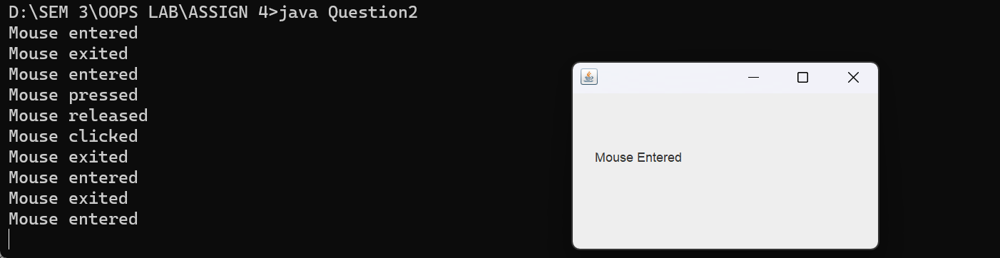 D:\SEM 3\OOPS LAB\ASSIGN 4>java Question2
Mouse entered
Mouse exited
Mouse entered
Mouse pressed
Mouse released
Mouse clicked
Mouse exited
Mouse entered
Mouse exited
Mouse entered
Mouse Entered